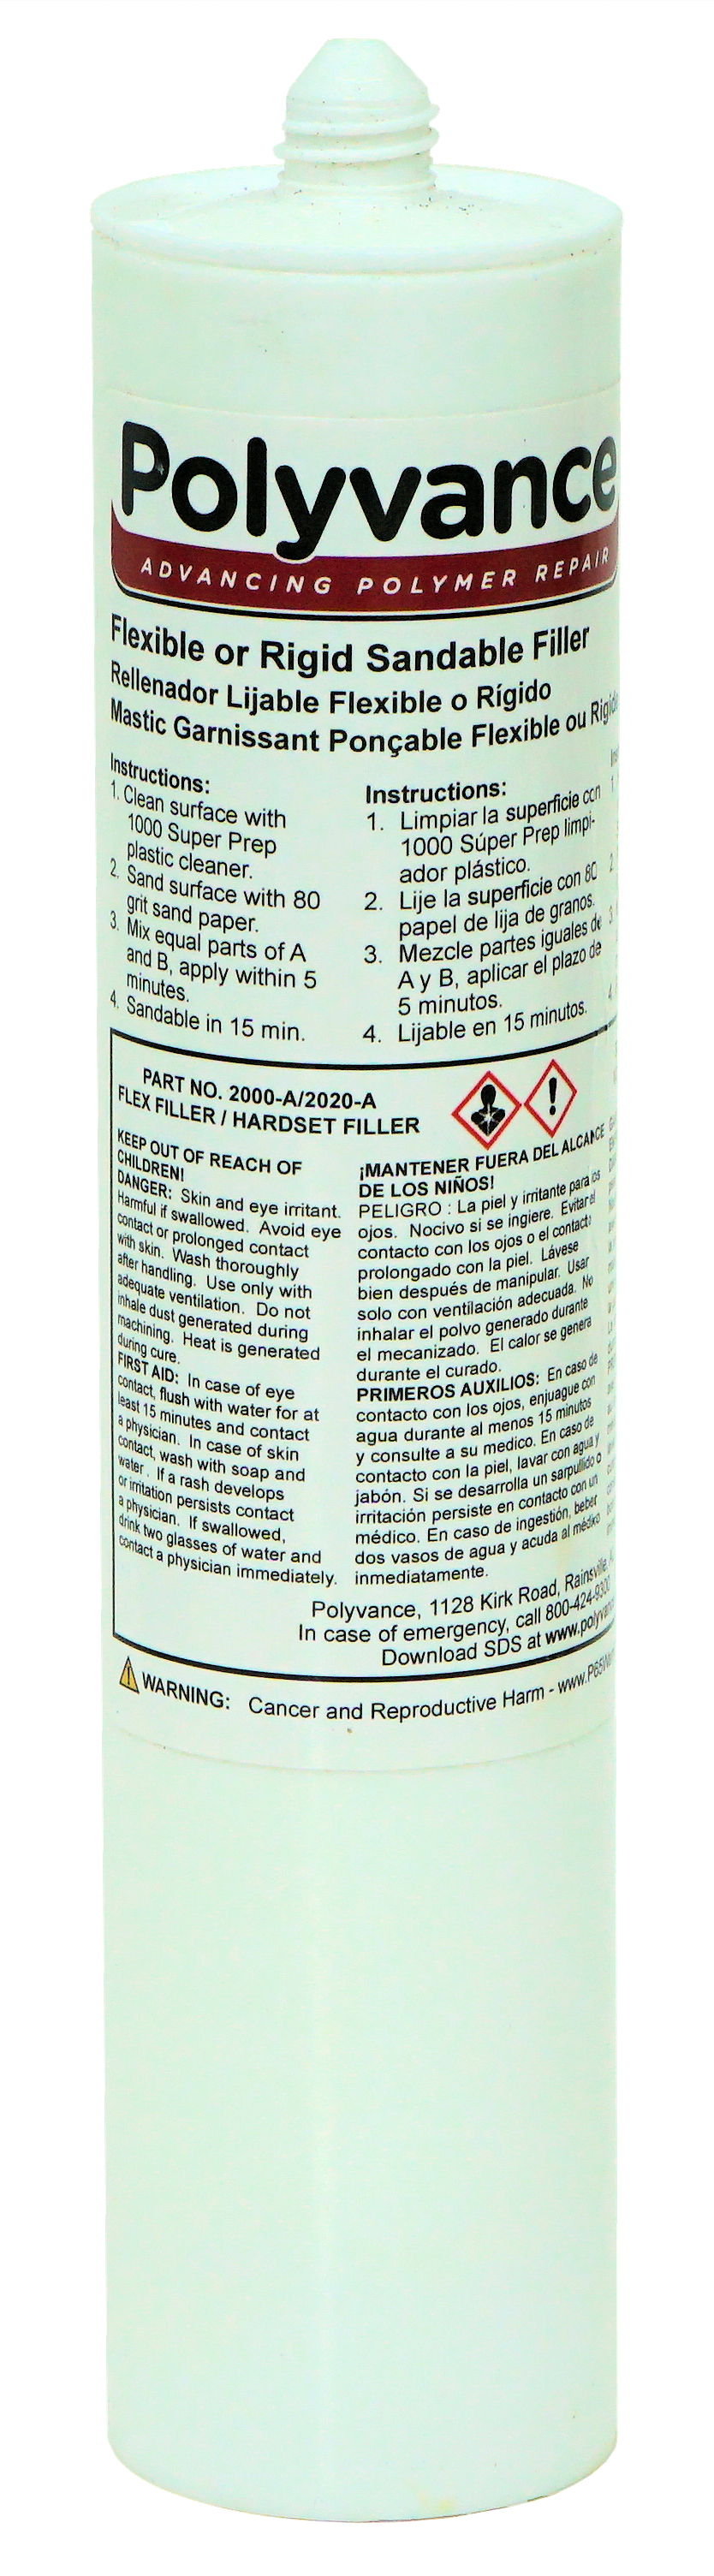 Polyvance
ADVANCING POLYMER REPAIR
Flexible or Rigid Sandable Filler
Rellenador Lijable Flexible o Rígido
Mastic Garnissant Ponçable Flexible ou
Instructions:
1. Clean surface with
1000 Super Prep
plastic cleaner.
2. Sand surface with 80
grit sand paper.
3. Mix equal parts of A
and B, apply within 5
minutes.
4. Sandable in 15 min.
Instructions:
1. Limpiar la superficie con
1000 Súper Prep limpi-
ador plástico.
2. Lije la superficie con 80
papel de lija de granos.
3. Mezcle partes iguales de
A y B, aplicar el plazo de
5 minutos.
4. Lijable en 15 minutos.
PART NO. 2000-A/2020-A
FLEX FILLER / HARDSET FILLER
KEEP OUT OF REACH OF
CHILDREN!
DANGER: Skin and eye irritant.
Harmful if swallowed. Avoid eye
contact or prolonged contact
with skin. Wash thoroughly
after handling. Use only with
adequate ventilation. Do not
inhale dust generated during
machining. Heat is generated
during cure.
FIRST AID: In case of eye
contact, flush with water for at
least 15 minutes and contact
a physician. In case of skin
contact, wash with soap and
water . If a rash develops
or irritation persists contact
a physician. If swallowed,
drink two glasses of water and
contact a physician immediately.
¡MANTENER FUERA DEL ALCANCE
DE LOS NIÑOS!
PELIGRO : La piel y irritante para los
ojos. Nocivo si se ingiere. Evitar el
contacto con los ojos o el contacto
prolongado con la piel. Lávese
bien después de manipular. Usar
solo con ventilación adecuada. No
inhalar el polvo generado durante
el mecanizado. El calor se genera
durante el curado.
PRIMEROS AUXILIOS: En caso de
contacto con los ojos, enjuague con
agua durante al menos 15 minutos
y consulte a su medico. En caso de
contacto con la piel, lavar con agua y
jabón. Si se desarrolla un sarpullido o
irritación persiste en contacto con un
médico. En caso de ingestión, beber
dos vasos de agua y acuda al médico
inmediatamente.
Polyvance, 1128 Kirk Road, Rainsville,
In case of emergency, call 800-424-9300
Download SDS at www.polyvance
WARNING: Cancer and Reproductive Harm - www.P65W